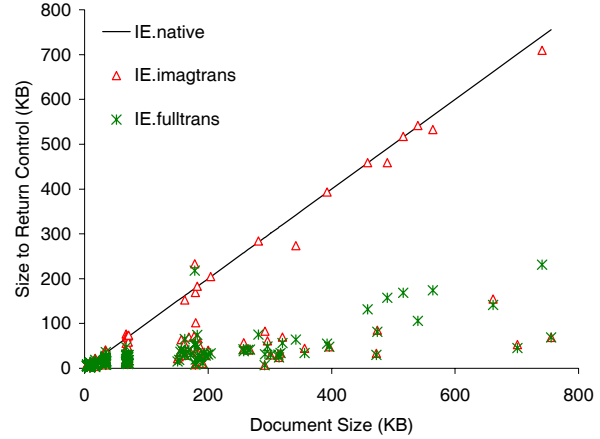 800
700
600
500
400
300
200
100
0
Size to Return Control (KB)
IE.native
IE.imagtrans
IE.fulltrans
0 200 400 600 800
Document Size (KB)